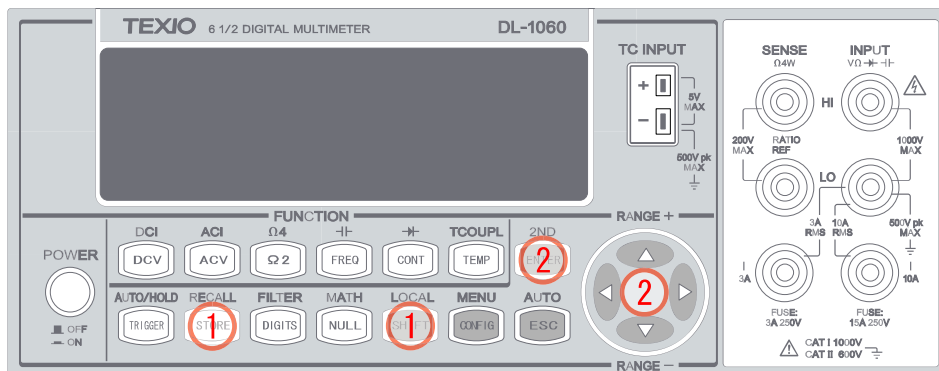 TEXIO 6 1/2 DIGITAL MULTIMETER DL-1060
TC INPUT
+
−
5V
MAX
500V pk
MAX
SENSE
Ω4W
INPUT
VΩ
HI
200V
MAX
RATIO
REF
1000V
MAX
LO
3A
RMS
10A
RMS
500V pk
MAX
3A
10A
FUSE:
3A 250V
FUSE:
15A 250V
CAT I 1000V
CAT II 600V
FUNCTION
RANGE +
POWER
OFF
ON
DCI ACI Ω4 TCOUPL 2ND
DCV ACV Ω2 FREQ CONT TEMP ENTER
2
2
AUTO/HOLD RECALL FILTER MATH LOCAL MENU AUTO
TRIGGER STORE DIGITS NULL SHIFT CONFIG ESC
1
1
RANGE −